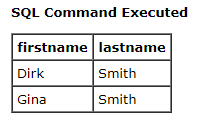 SQL Command Executed
firstname lastname
Dirk Smith
Gina Smith